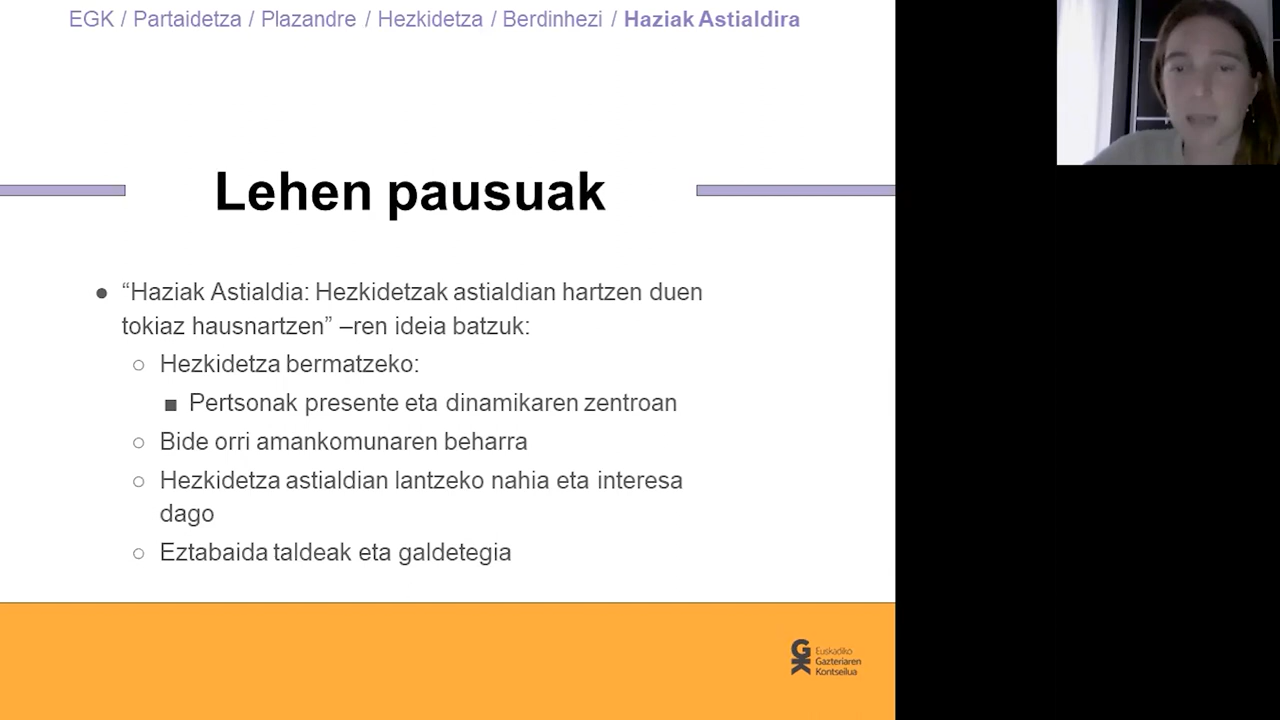 EGK / Partaidetza / Plazandre / Hezkidetza / Berdinhezi / Haziak Astialdira
Lehen pausuak
● “Haziak Astialdia: Hezkidetzak astialdian hartzen duen
tokiaz hausnartzen” –ren ideia batzuk:
○ Hezkidetza bermatzeko:
■ Pertsonak presente eta dinamikaren zentroan
○ Bide orri amankomunaren beharra
○ Hezkidetza astialdian lantzeko nahia eta interesa
dago
○ Eztabaida taldeak eta galdetegia
GK
Euskadiko
Gazteriaren
Kontseilua